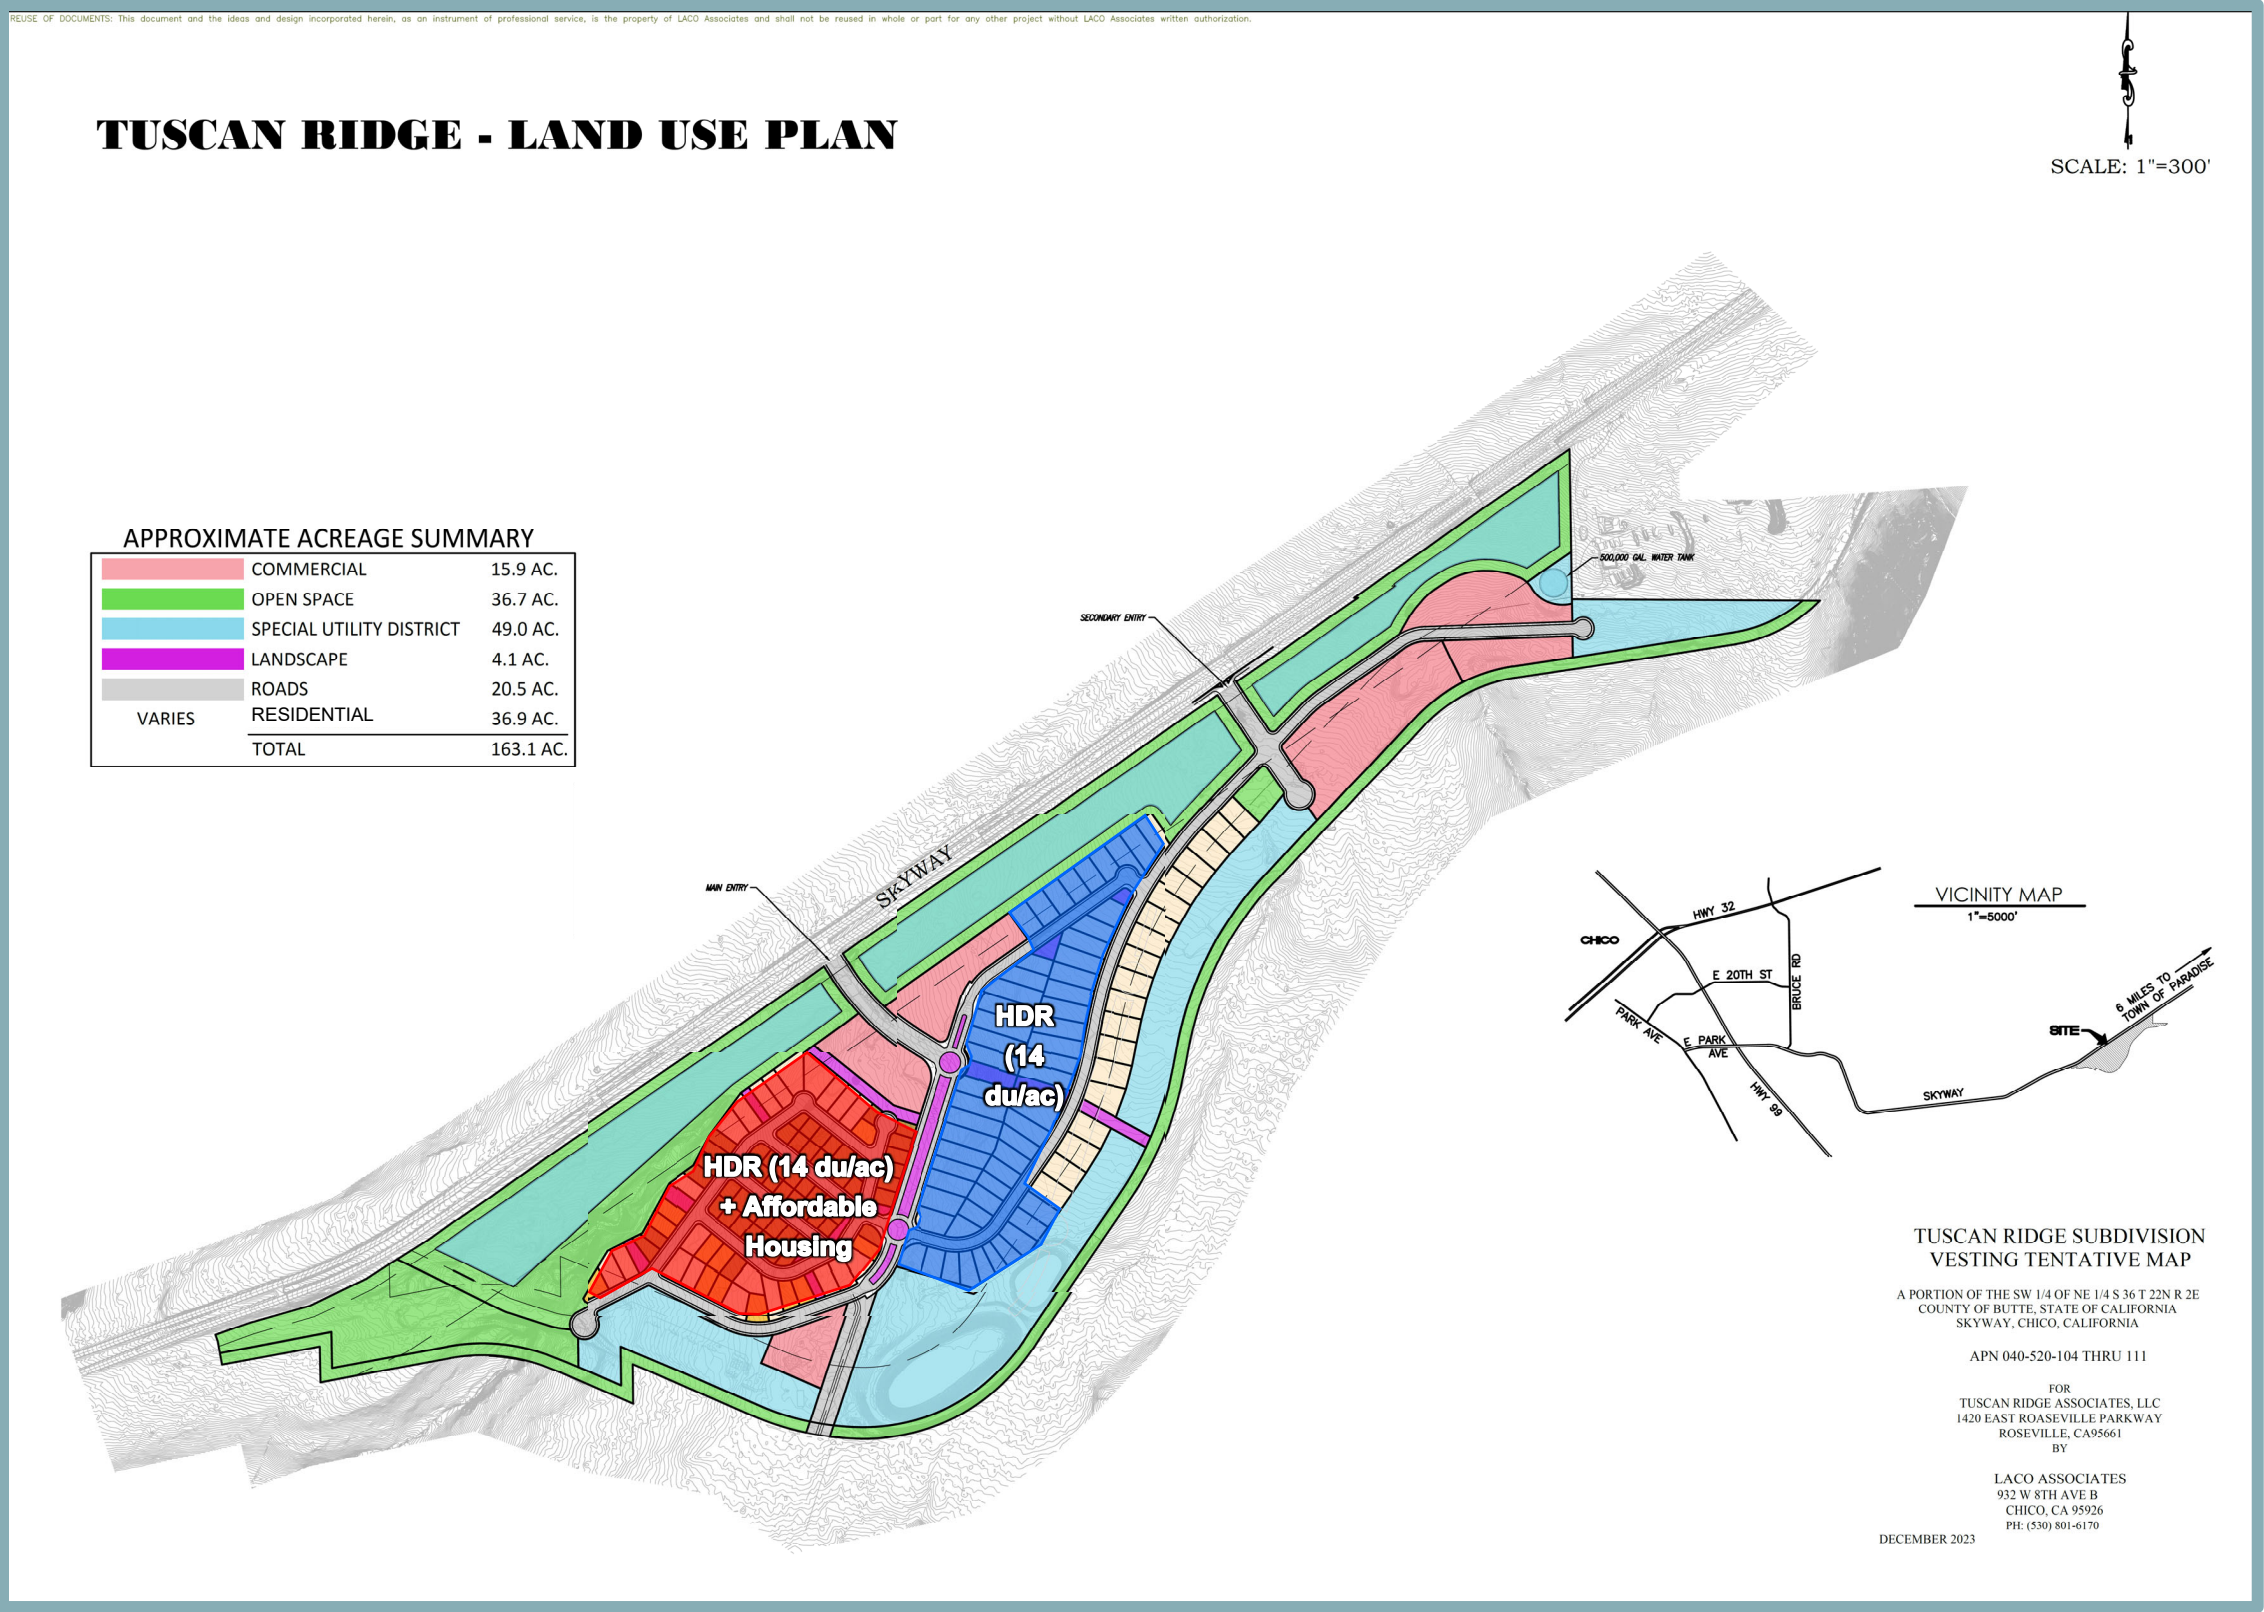 REUSE OF DOCUMENTS: This document and the ideas and design incorporated herein, as an instrument of professional service, is the property of LACO Associates and shall not be reused in whole or part for any other project without LACO Associates written authorization.
TUSCAN RIDGE - LAND USE PLAN
SCALE: 1"=300'
APPROXIMATE ACREAGE SUMMARY
COMMERCIAL 15.9 AC.
OPEN SPACE 36.7 AC.
SPECIAL UTILITY DISTRICT 49.0 AC.
LANDSCAPE 4.1 AC.
ROADS 20.5 AC.
VARIES RESIDENTIAL 36.9 AC.
TOTAL 163.1 AC.
500,000 GAL. WATER TANK
SECONDARY ENTRY
MAIN ENTRY
SKYWAY
HDR
(14
du/ac)
HDR (14 du/ac)
+ Affordable
Housing
VICINITY MAP
1"=5000'
HWY 32
CHICO
E 20TH ST
BRUCE RD
PARK AVE
E PARK
AVE
HWY 99
SKYWAY
SITE
6 MILES TO
TOWN OF PARADISE
TUSCAN RIDGE SUBDIVISION
VESTING TENTATIVE MAP
A PORTION OF THE SW 1/4 OF NE 1/4 S 36 T 22N R 2E
COUNTY OF BUTTE, STATE OF CALIFORNIA
SKYWAY, CHICO, CALIFORNIA
APN 040-520-104 THRU 111
FOR
TUSCAN RIDGE ASSOCIATES, LLC
1420 EAST ROASEVILLE PARKWAY
ROSEVILLE, CA95661
BY
LACO ASSOCIATES
932 W 8TH AVE B
CHICO, CA 95926
PH: (530) 801-6170
DECEMBER 2023